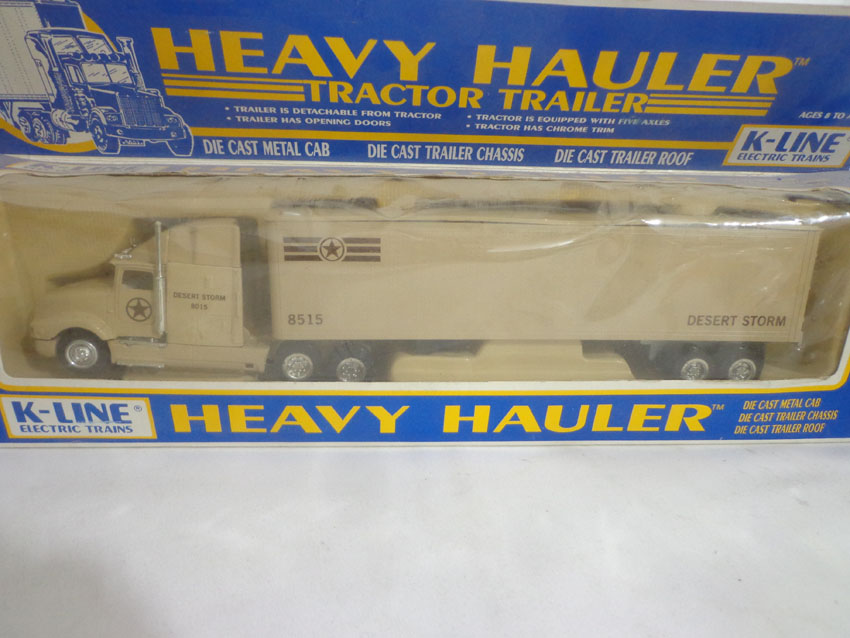 HEAVY HAULER™
TRACTOR TRAILER
• TRAILER IS DETACHABLE FROM TRACTOR
• TRAILER HAS OPENING DOORS
• TRACTOR IS EQUIPPED WITH FIVE AXLES
• TRACTOR HAS CHROME TRIM
AGES 8 TO
DIE CAST METAL CAB DIE CAST TRAILER CHASSIS DIE CAST TRAILER ROOF
K-LINE
ELECTRIC TRAINS
DESERT STORM
8515
8515
DESERT STORM
K-LINE®
ELECTRIC TRAINS
HEAVY HAULER™
DIE CAST METAL CAB
DIE CAST TRAILER CHASSIS
DIE CAST TRAILER ROOF